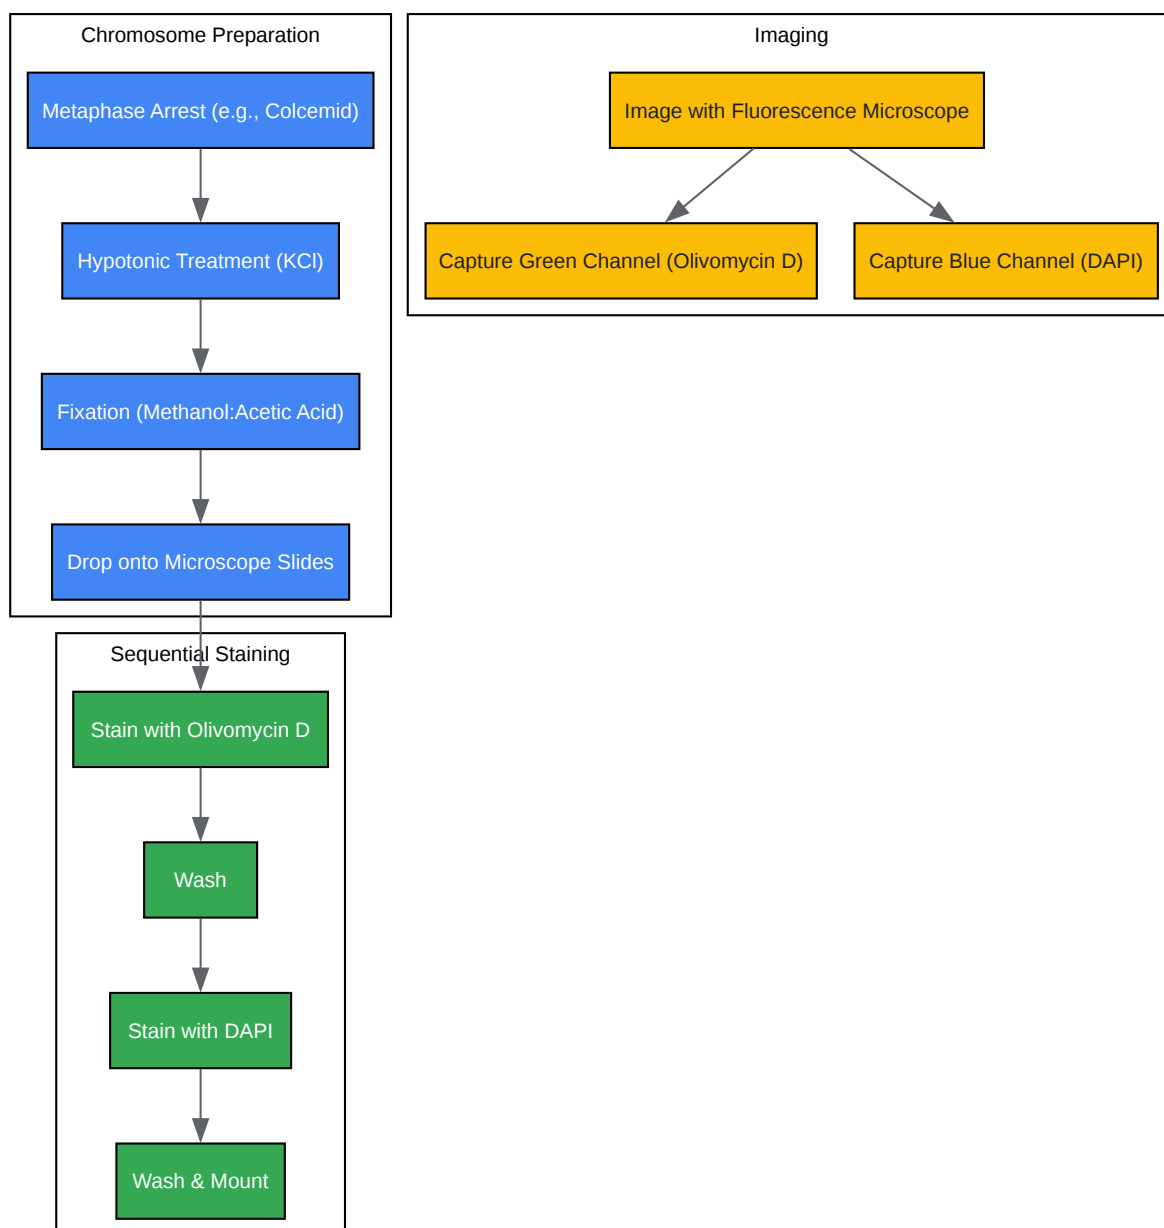 Chromosome Preparation
Metaphase Arrest (e.g., Colcemid)
Hypotonic Treatment (KCl)
Fixation (Methanol:Acetic Acid)
Drop onto Microscope Slides
Sequential Staining
Stain with Olivomycin D
Wash
Stain with DAPI
Wash & Mount
Imaging
Image with Fluorescence Microscope
Capture Green Channel (Olivomycin D)
Capture Blue Channel (DAPI)